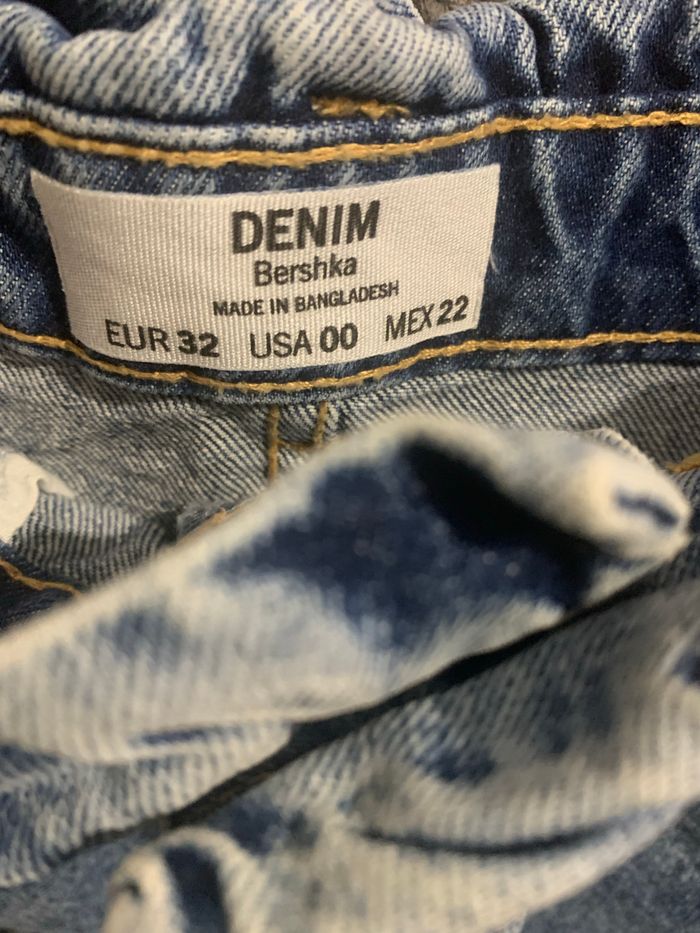 DENIM
Bershka
MADE IN BANGLADESH
EUR 32 USA 00 MEX 22